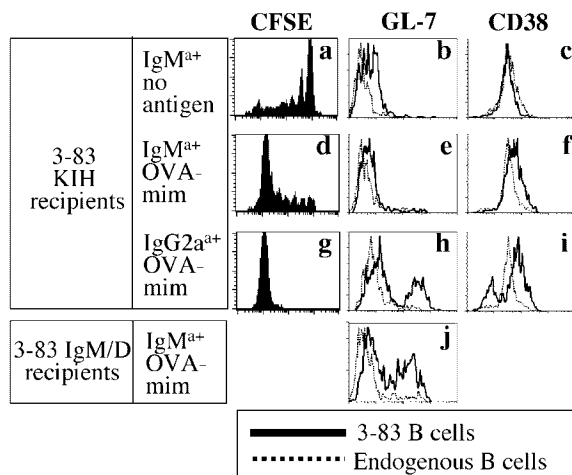 CFSE GL-7 CD38
3-83
KIH
recipients
IgMa+
no
antigen
a b c
IgMa+
OVA-
mim
d e f
IgG2aa+
OVA-
mim
g h i
3-83 IgM/D
recipients
IgMa+
OVA-
mim
j
3-83 B cells
Endogenous B cells